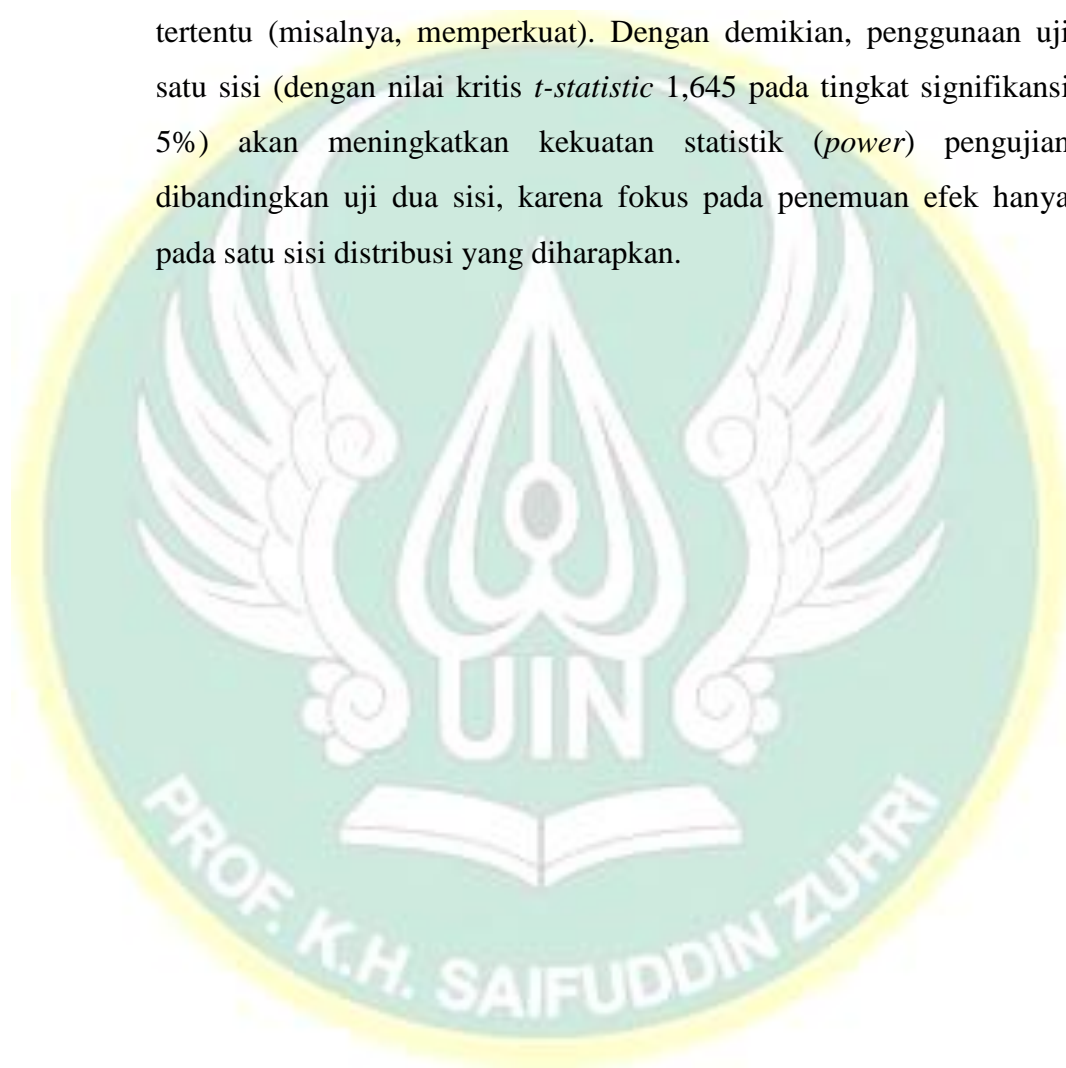 tertentu (misalnya, memperkuat). Dengan demikian, penggunaan uji
satu sisi (dengan nilai kritis t-statistic 1,645 pada tingkat signifikansi
5%) akan meningkatkan kekuatan statistik (power) pengujian
dibandingkan uji dua sisi, karena fokus pada penemuan efek hanya
pada satu sisi distribusi yang diharapkan.
UIN
PROF. K.H. SAIFUDDIN ZUHRI